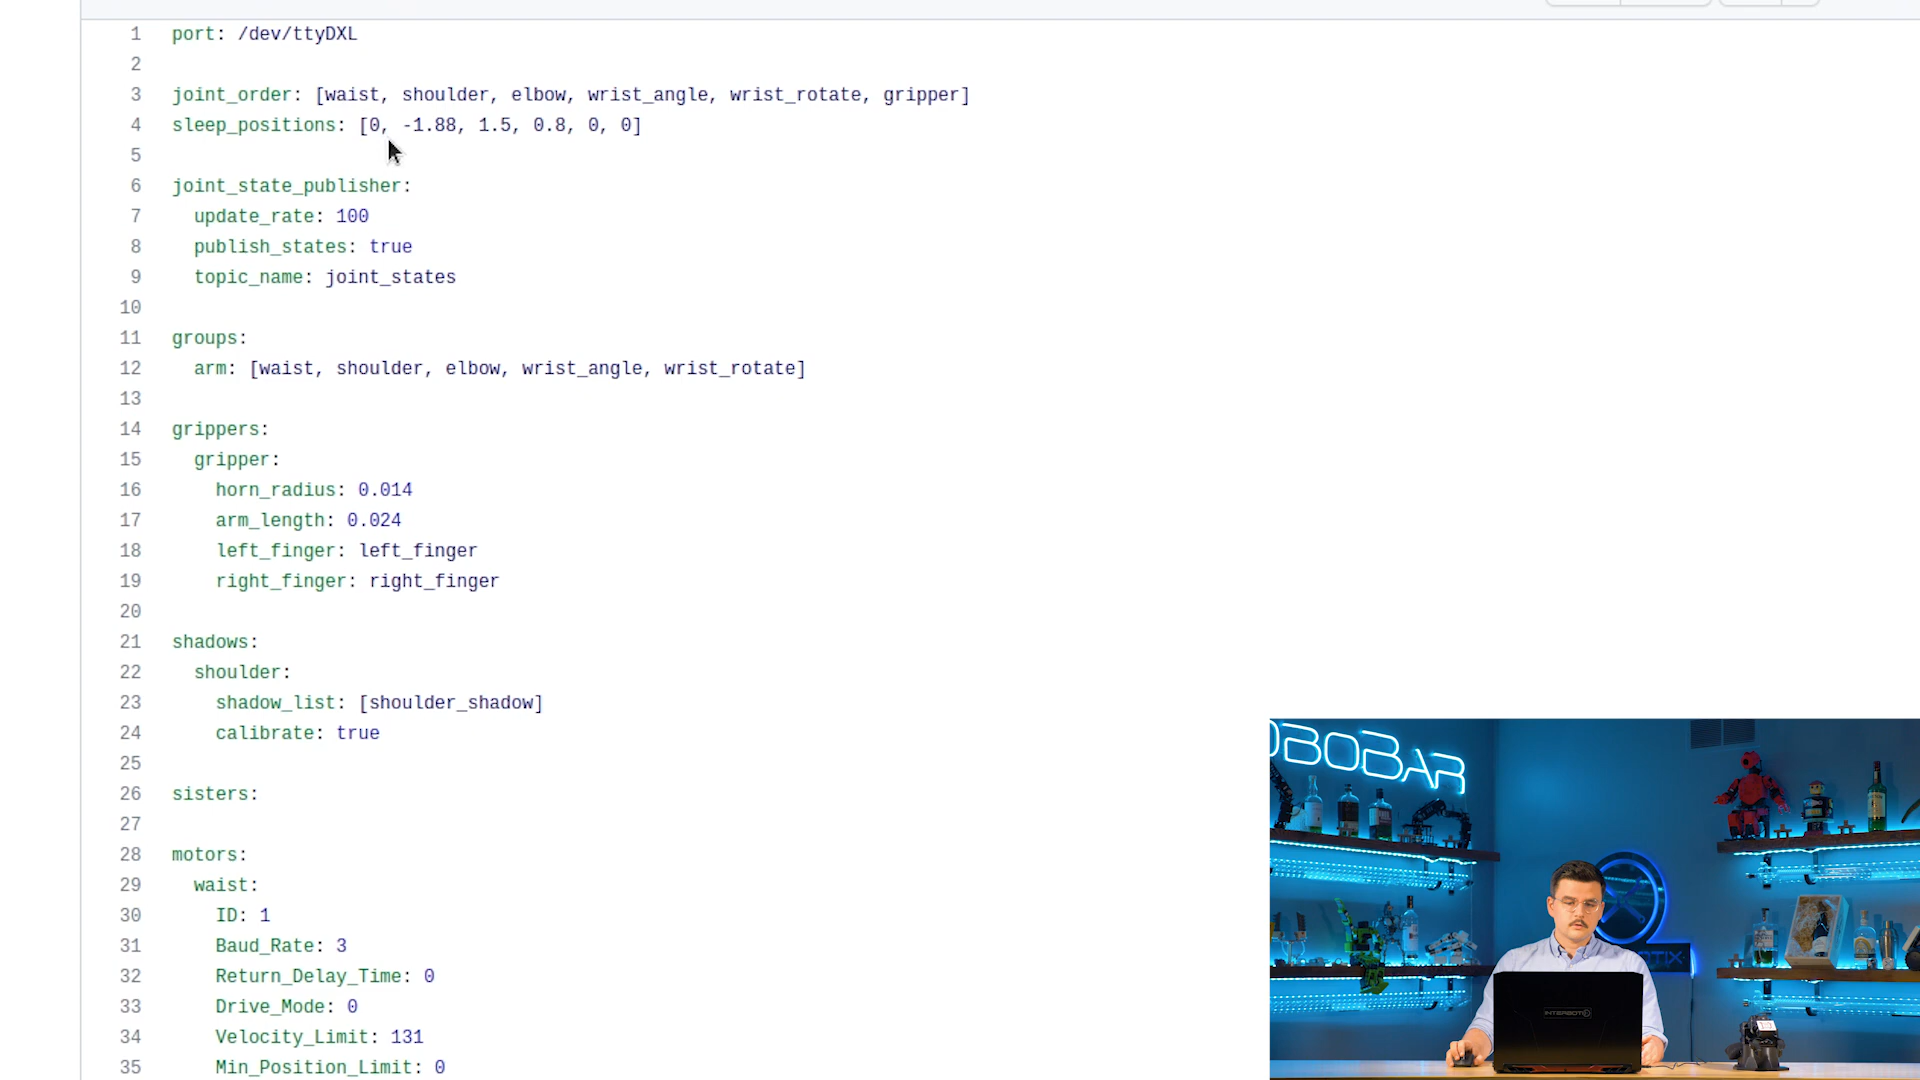 1 port: /dev/ttyDXL
2
3 joint_order: [waist, shoulder, elbow, wrist_angle, wrist_rotate, gripper]
4 sleep_positions: [0, -1.88, 1.5, 0.8, 0, 0]
5
6 joint_state_publisher:
7   update_rate: 100
8   publish_states: true
9   topic_name: joint_states
10
11 groups:
12   arm: [waist, shoulder, elbow, wrist_angle, wrist_rotate]
13
14 grippers:
15   gripper:
16     horn_radius: 0.014
17     arm_length: 0.024
18     left_finger: left_finger
19     right_finger: right_finger
20
21 shadows:
22   shoulder:
23     shadow_list: [shoulder_shadow]
24     calibrate: true
25
26 sisters:
27
28 motors:
29   waist:
30     ID: 1
31     Baud_Rate: 3
32     Return_Delay_Time: 0
33     Drive_Mode: 0
34     Velocity_Limit: 131
35     Min_Position_Limit: 0
OBOBAR
TIX
INTERBOTIX